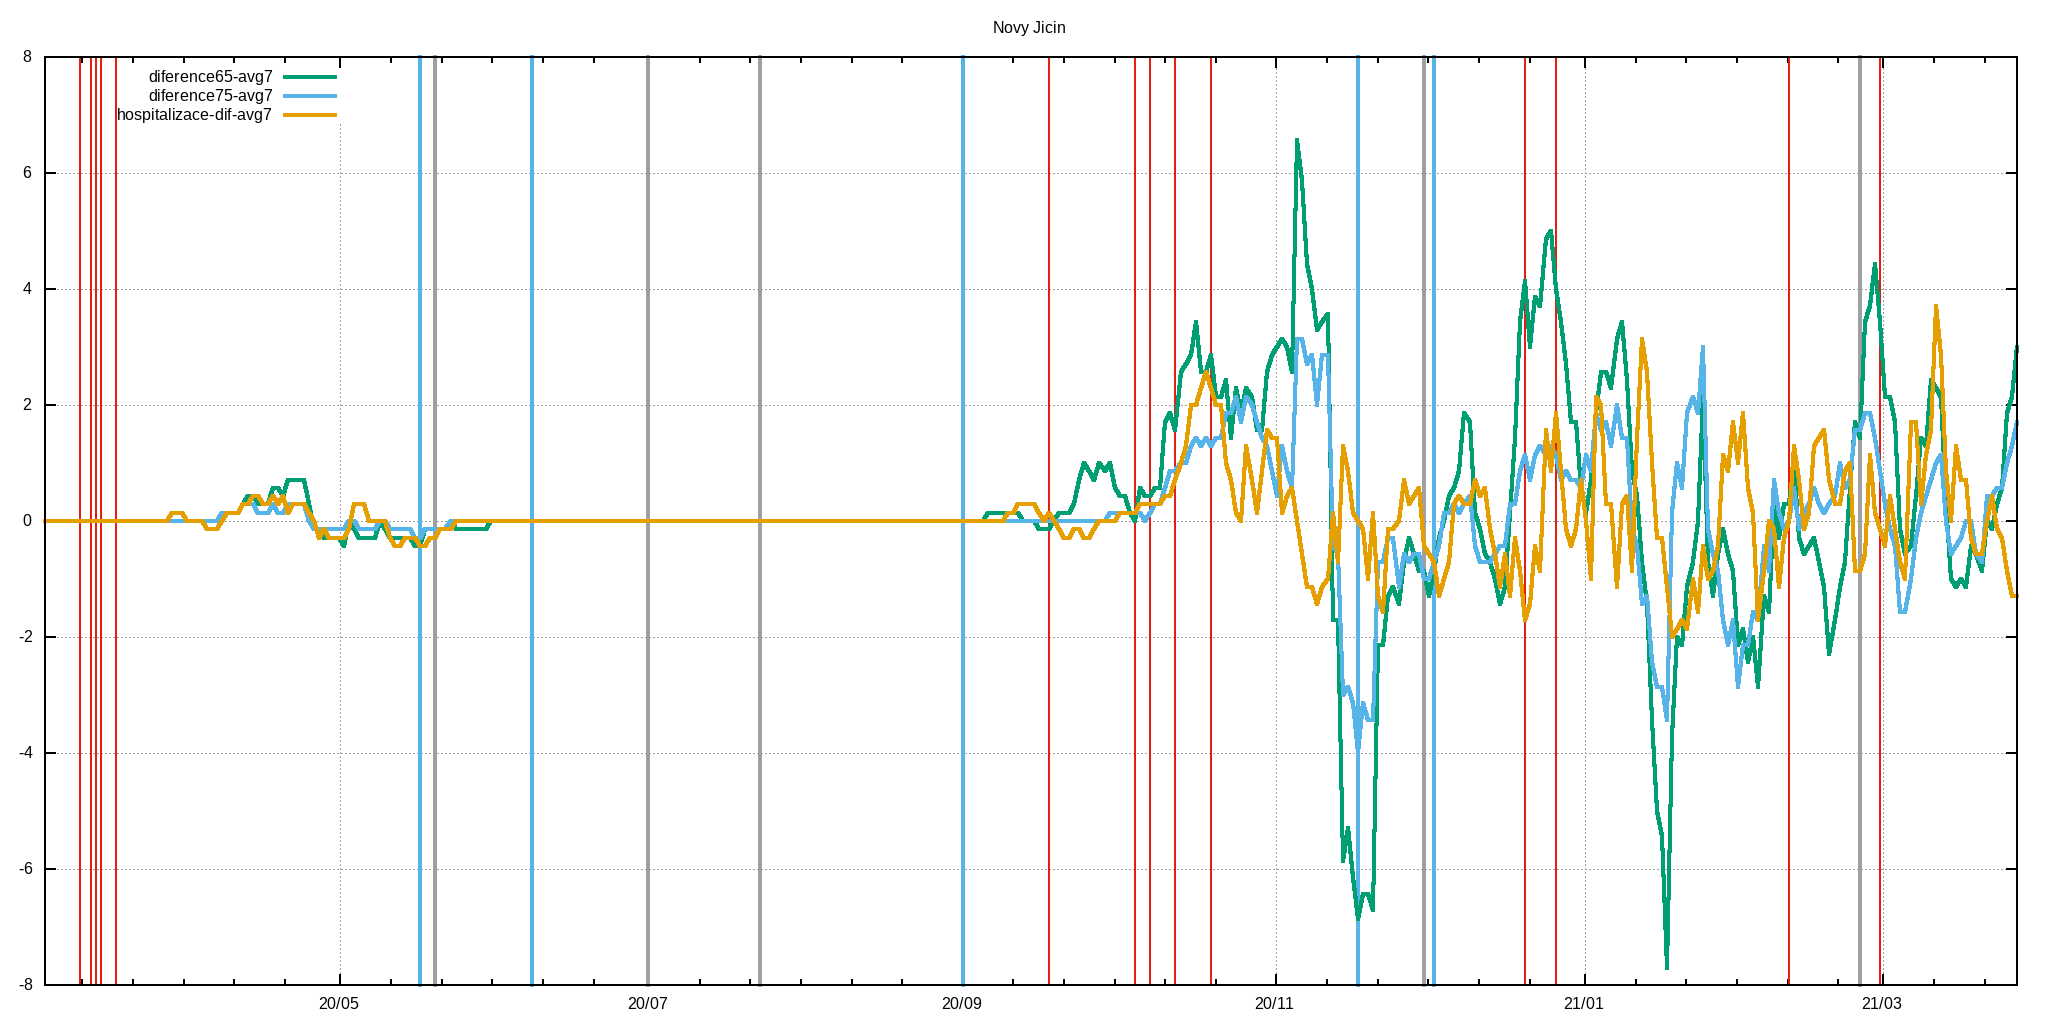 Novy Jicin
diference65-avg7
diference75-avg7
hospitalizace-dif-avg7
8
6
4
2
0
-2
-4
-6
-8
20/05 20/07 20/09 20/11 21/01 21/03